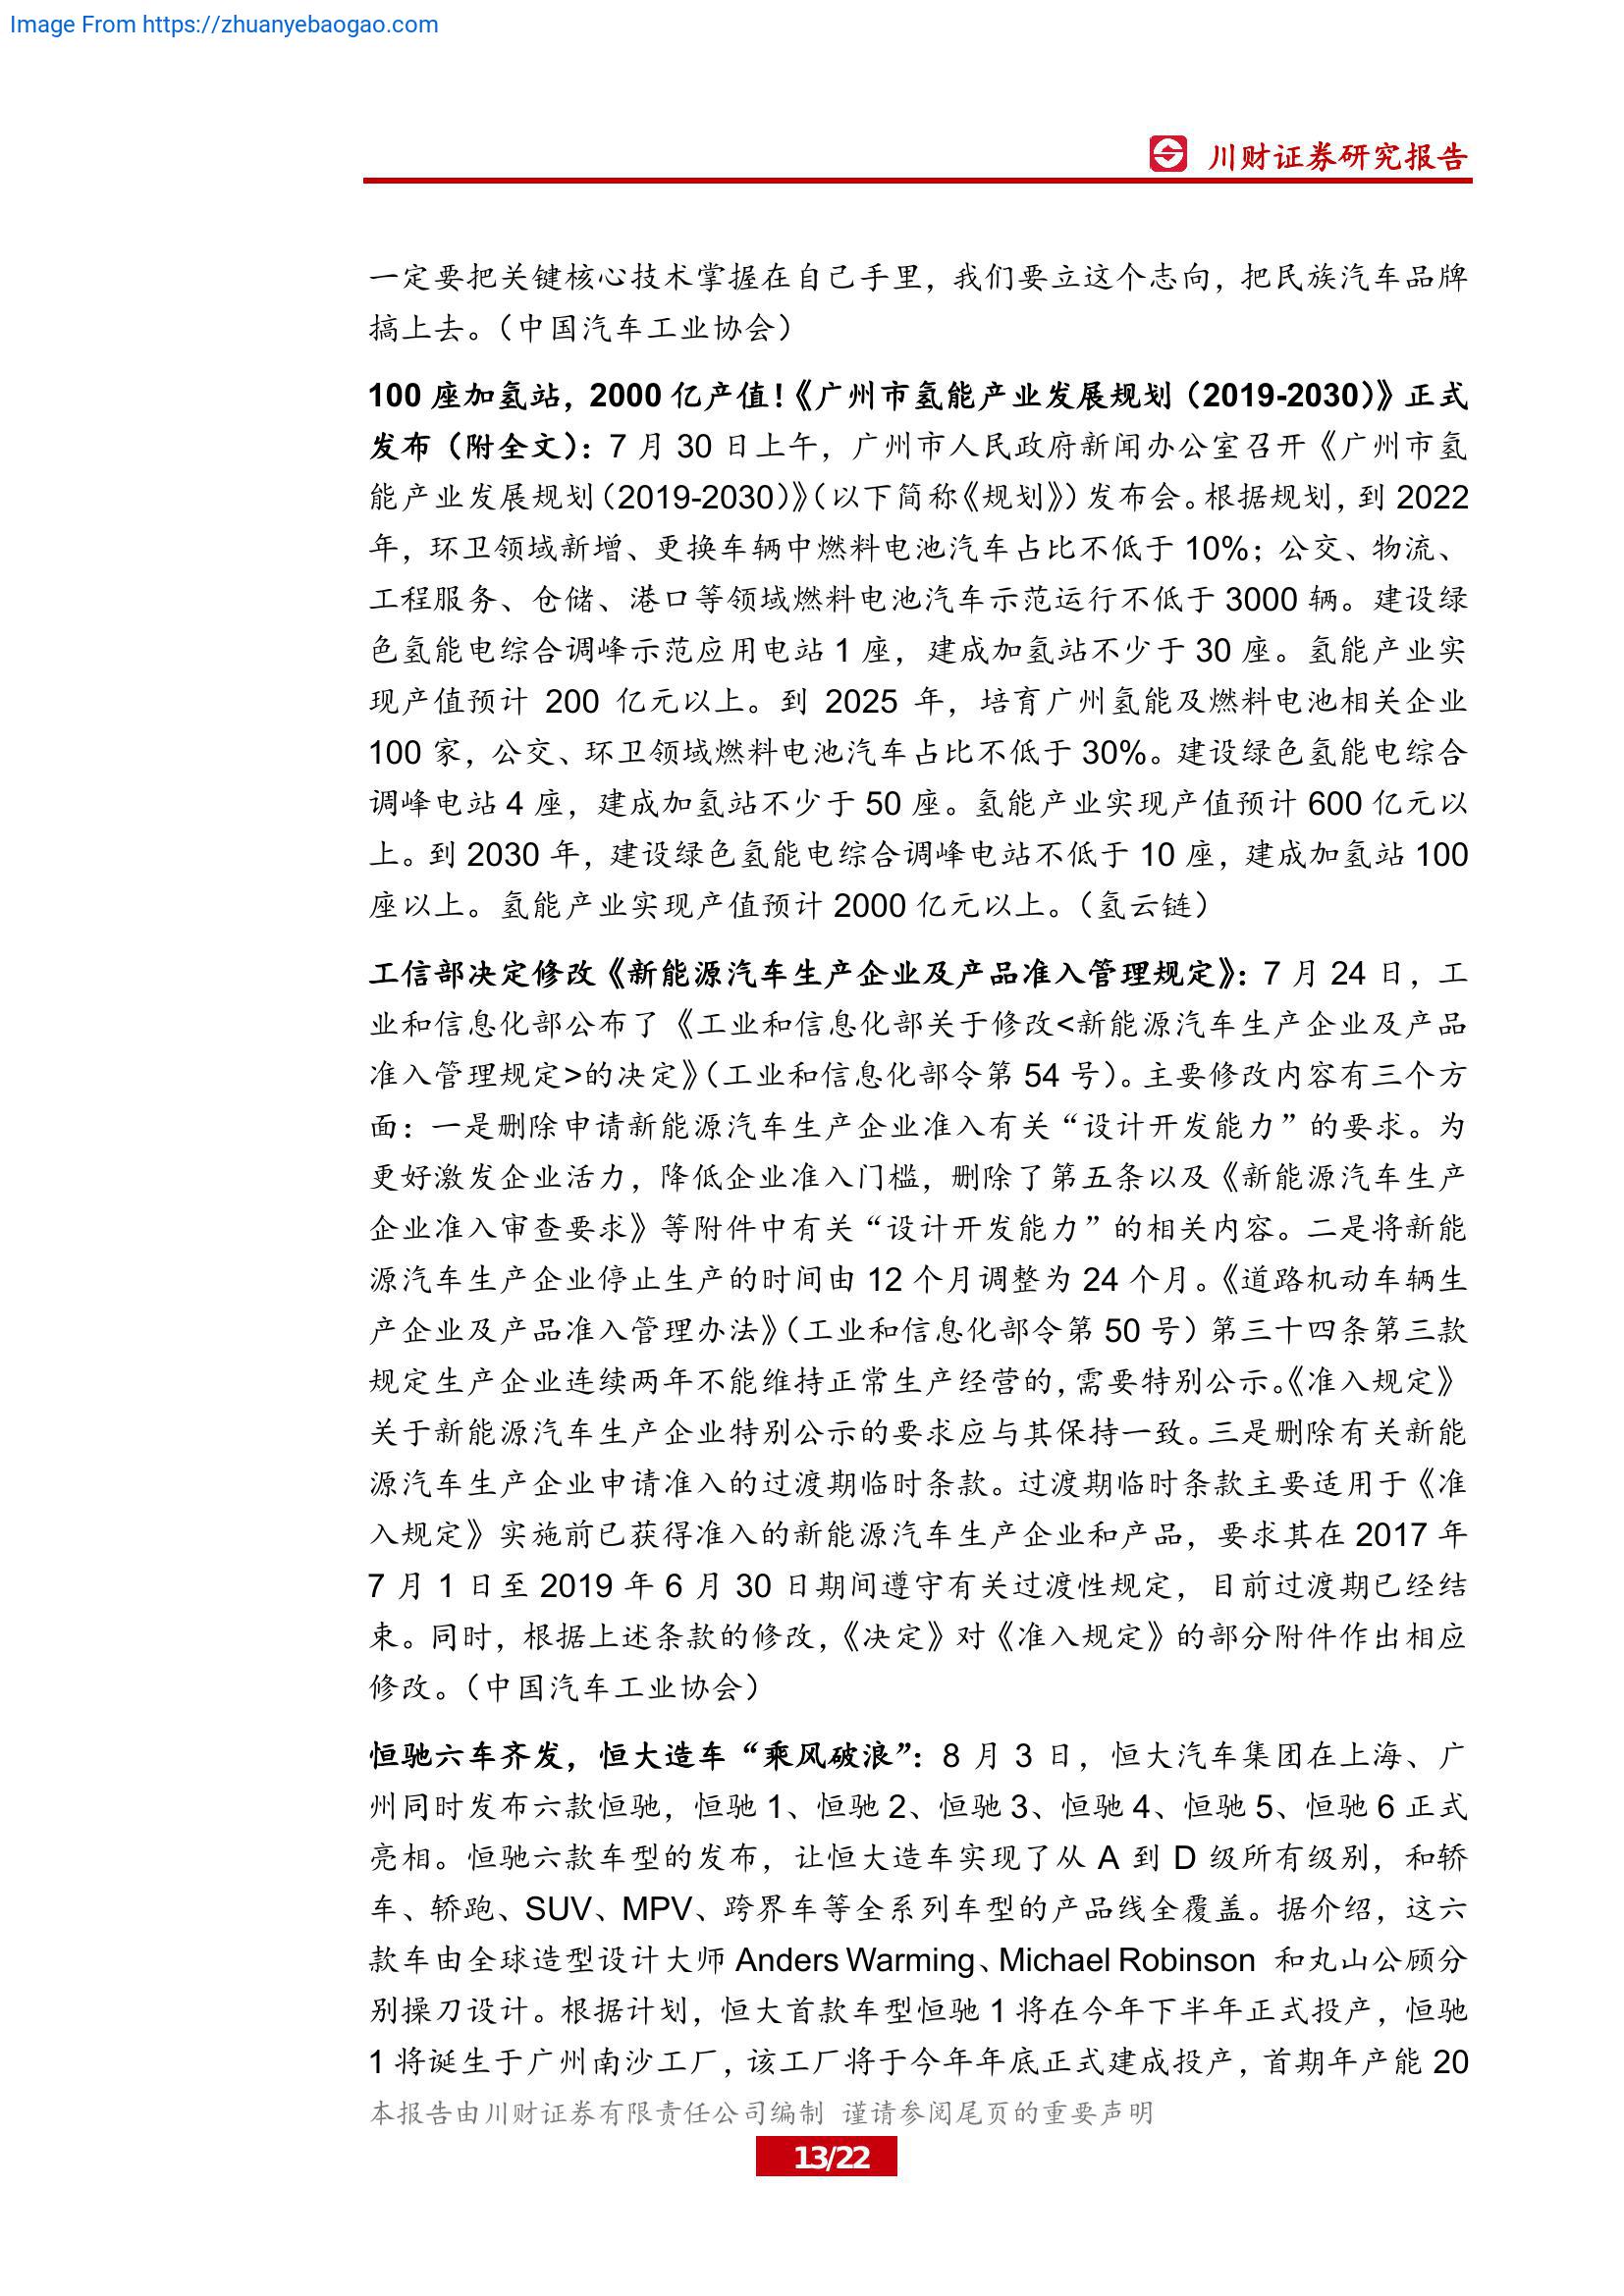 Image From https://zhuanyebaogao.com
川财证券研究报告
一定要把关键核心技术掌握在自己手里，我们要立这个志向，把民族汽车品牌
搞上去。（中国汽车工业协会）
100 座加氢站，2000 亿产值！《广州市氢能产业发展规划（2019-2030）》正式
发布（附全文）：7 月 30 日上午，广州市人民政府新闻办公室召开《广州市氢
能产业发展规划（2019-2030）》（以下简称《规划》）发布会。根据规划，到 2022
年，环卫领域新增、更换车辆中燃料电池汽车占比不低于 10%；公交、物流、
工程服务、仓储、港口等领域燃料电池汽车示范运行不低于 3000 辆。建设绿
色氢能电综合调峰示范应用电站 1 座，建成加氢站不少于 30 座。氢能产业实
现产值预计 200 亿元以上。到 2025 年，培育广州氢能及燃料电池相关企业
100 家，公交、环卫领域燃料电池汽车占比不低于 30%。建设绿色氢能电综合
调峰电站 4 座，建成加氢站不少于 50 座。氢能产业实现产值预计 600 亿元以
上。到 2030 年，建设绿色氢能电综合调峰电站不低于 10 座，建成加氢站 100
座以上。氢能产业实现产值预计 2000 亿元以上。（氢云链）
工信部决定修改《新能源汽车生产企业及产品准入管理规定》：7 月 24 日，工
业和信息化部公布了《工业和信息化部关于修改<新能源汽车生产企业及产品
准入管理规定>的决定》（工业和信息化部令第 54 号）。主要修改内容有三个方
面：一是删除申请新能源汽车生产企业准入有关“设计开发能力”的要求。为
更好激发企业活力，降低企业准入门槛，删除了第五条以及《新能源汽车生产
企业准入审查要求》等附件中有关“设计开发能力”的相关内容。二是将新能
源汽车生产企业停止生产的时间由 12 个月调整为 24 个月。《道路机动车辆生
产企业及产品准入管理办法》（工业和信息化部令第 50 号）第三十四条第三款
规定生产企业连续两年不能维持正常生产经营的，需要特别公示。《准入规定》
关于新能源汽车生产企业特别公示的要求应与其保持一致。三是删除有关新能
源汽车生产企业申请准入的过渡期临时条款。过渡期临时条款主要适用于《准
入规定》实施前已获得准入的新能源汽车生产企业和产品，要求其在 2017 年
7 月 1 日至 2019 年 6 月 30 日期间遵守有关过渡性规定，目前过渡期已经结
束。同时，根据上述条款的修改，《决定》对《准入规定》的部分附件作出相应
修改。（中国汽车工业协会）
恒驰六车齐发，恒大造车“乘风破浪”：8 月 3 日，恒大汽车集团在上海、广
州同时发布六款恒驰，恒驰 1、恒驰 2、恒驰 3、恒驰 4、恒驰 5、恒驰 6 正式
亮相。恒驰六款车型的发布，让恒大造车实现了从 A 到 D 级所有级别，和轿
车、轿跑、SUV、MPV、跨界车等全系列车型的产品线全覆盖。据介绍，这六
款车由全球造型设计大师 Anders Warming、Michael Robinson 和丸山公顾分
别操刀设计。根据计划，恒大首款车型恒驰 1 将在今年下半年正式投产，恒驰
1 将诞生于广州南沙工厂，该工厂将于今年年底正式建成投产，首期年产能 20
本报告由川财证券有限责任公司编制 谨请参阅尾页的重要声明
13/22